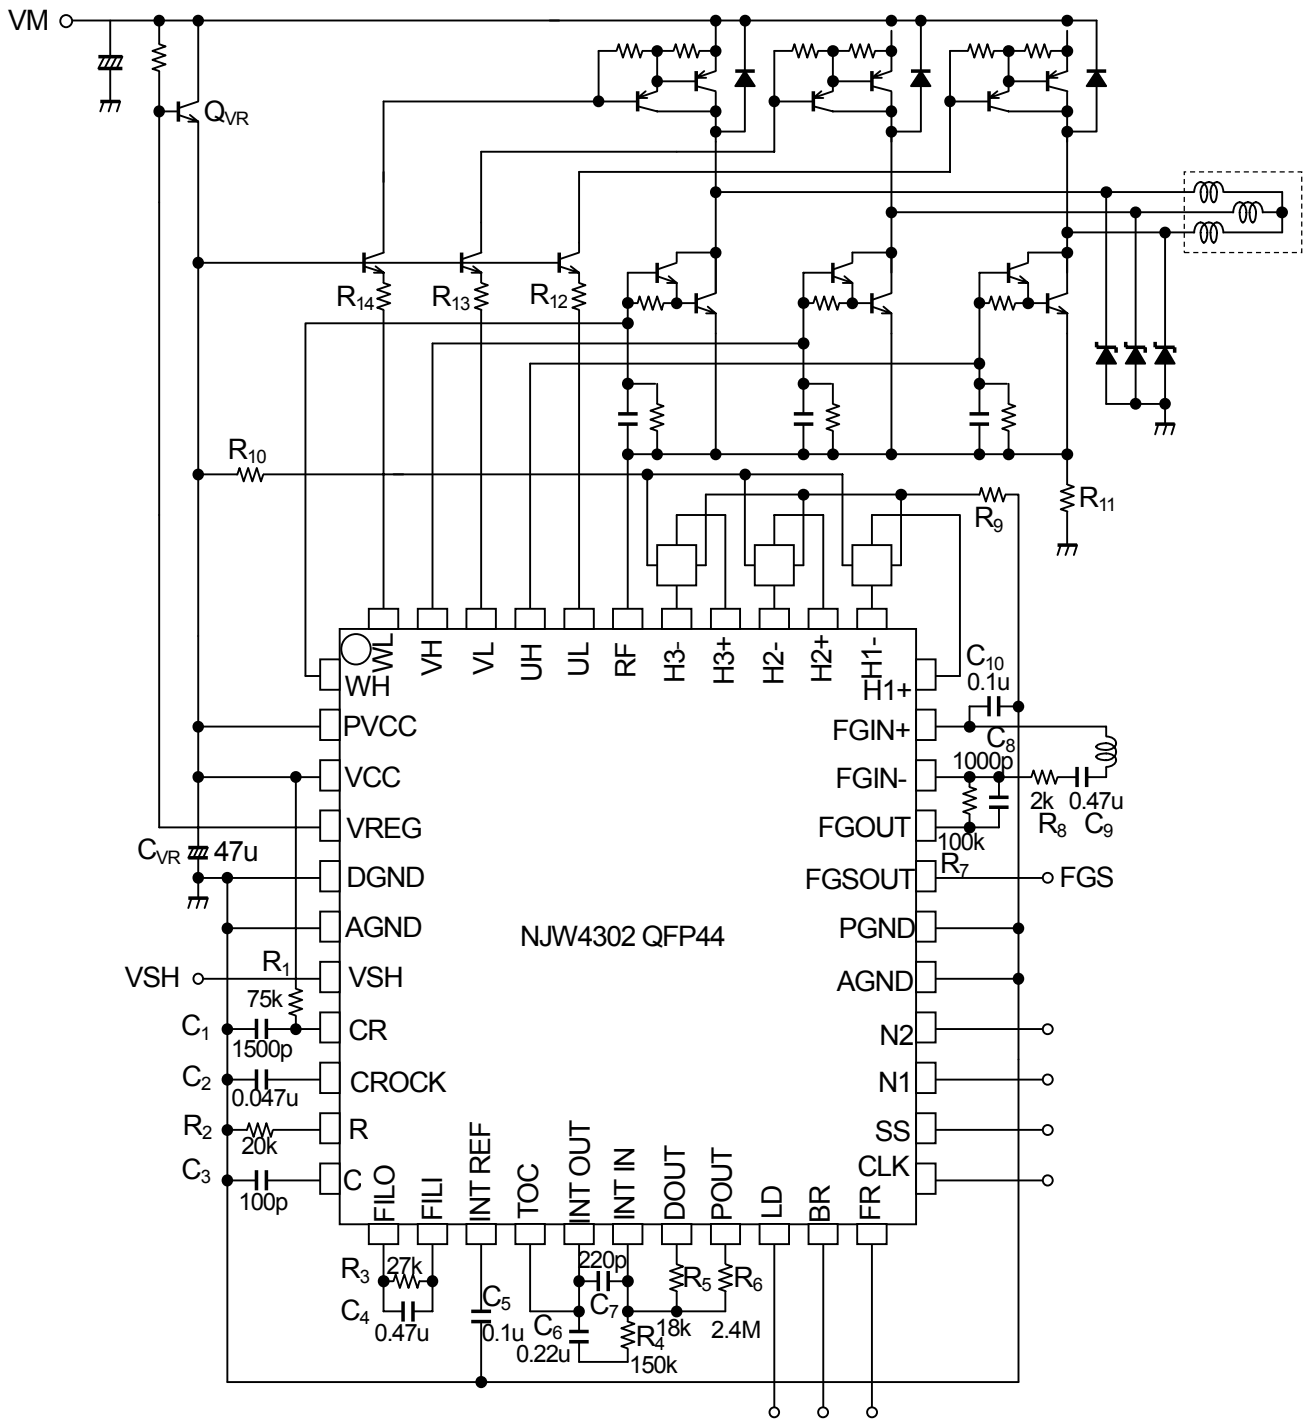 VM
QVR
R14
R13
R12
R10
R9
R11
WL
VH
VL
UH
UL
RF
H3-
H3+
H2-
H2+
H1-
H1+
WH
C10
0.1u
PVCC
FGIN+
C8
1000p
VCC
FGIN-
2k
R8
0.47u
C9
VREG
FGOUT
100k
R7
CVR
47u
DGND
FGSOUT
FGS
AGND
NJW4302 QFP44
PGND
VSH
R1
VSH
AGND
75k
C1
1500p
CR
N2
C2
0.047u
CROCK
N1
R2
20k
R
SS
C3
100p
C
CLK
FILO
FILI
INT REF
TOC
INT OUT
INT IN
DOUT
POUT
LD
BR
FR
R3
27k
C4
0.47u
C5
0.1u
220p
C7
C6
0.22u
R4
150k
R5
18k
R6
2.4M